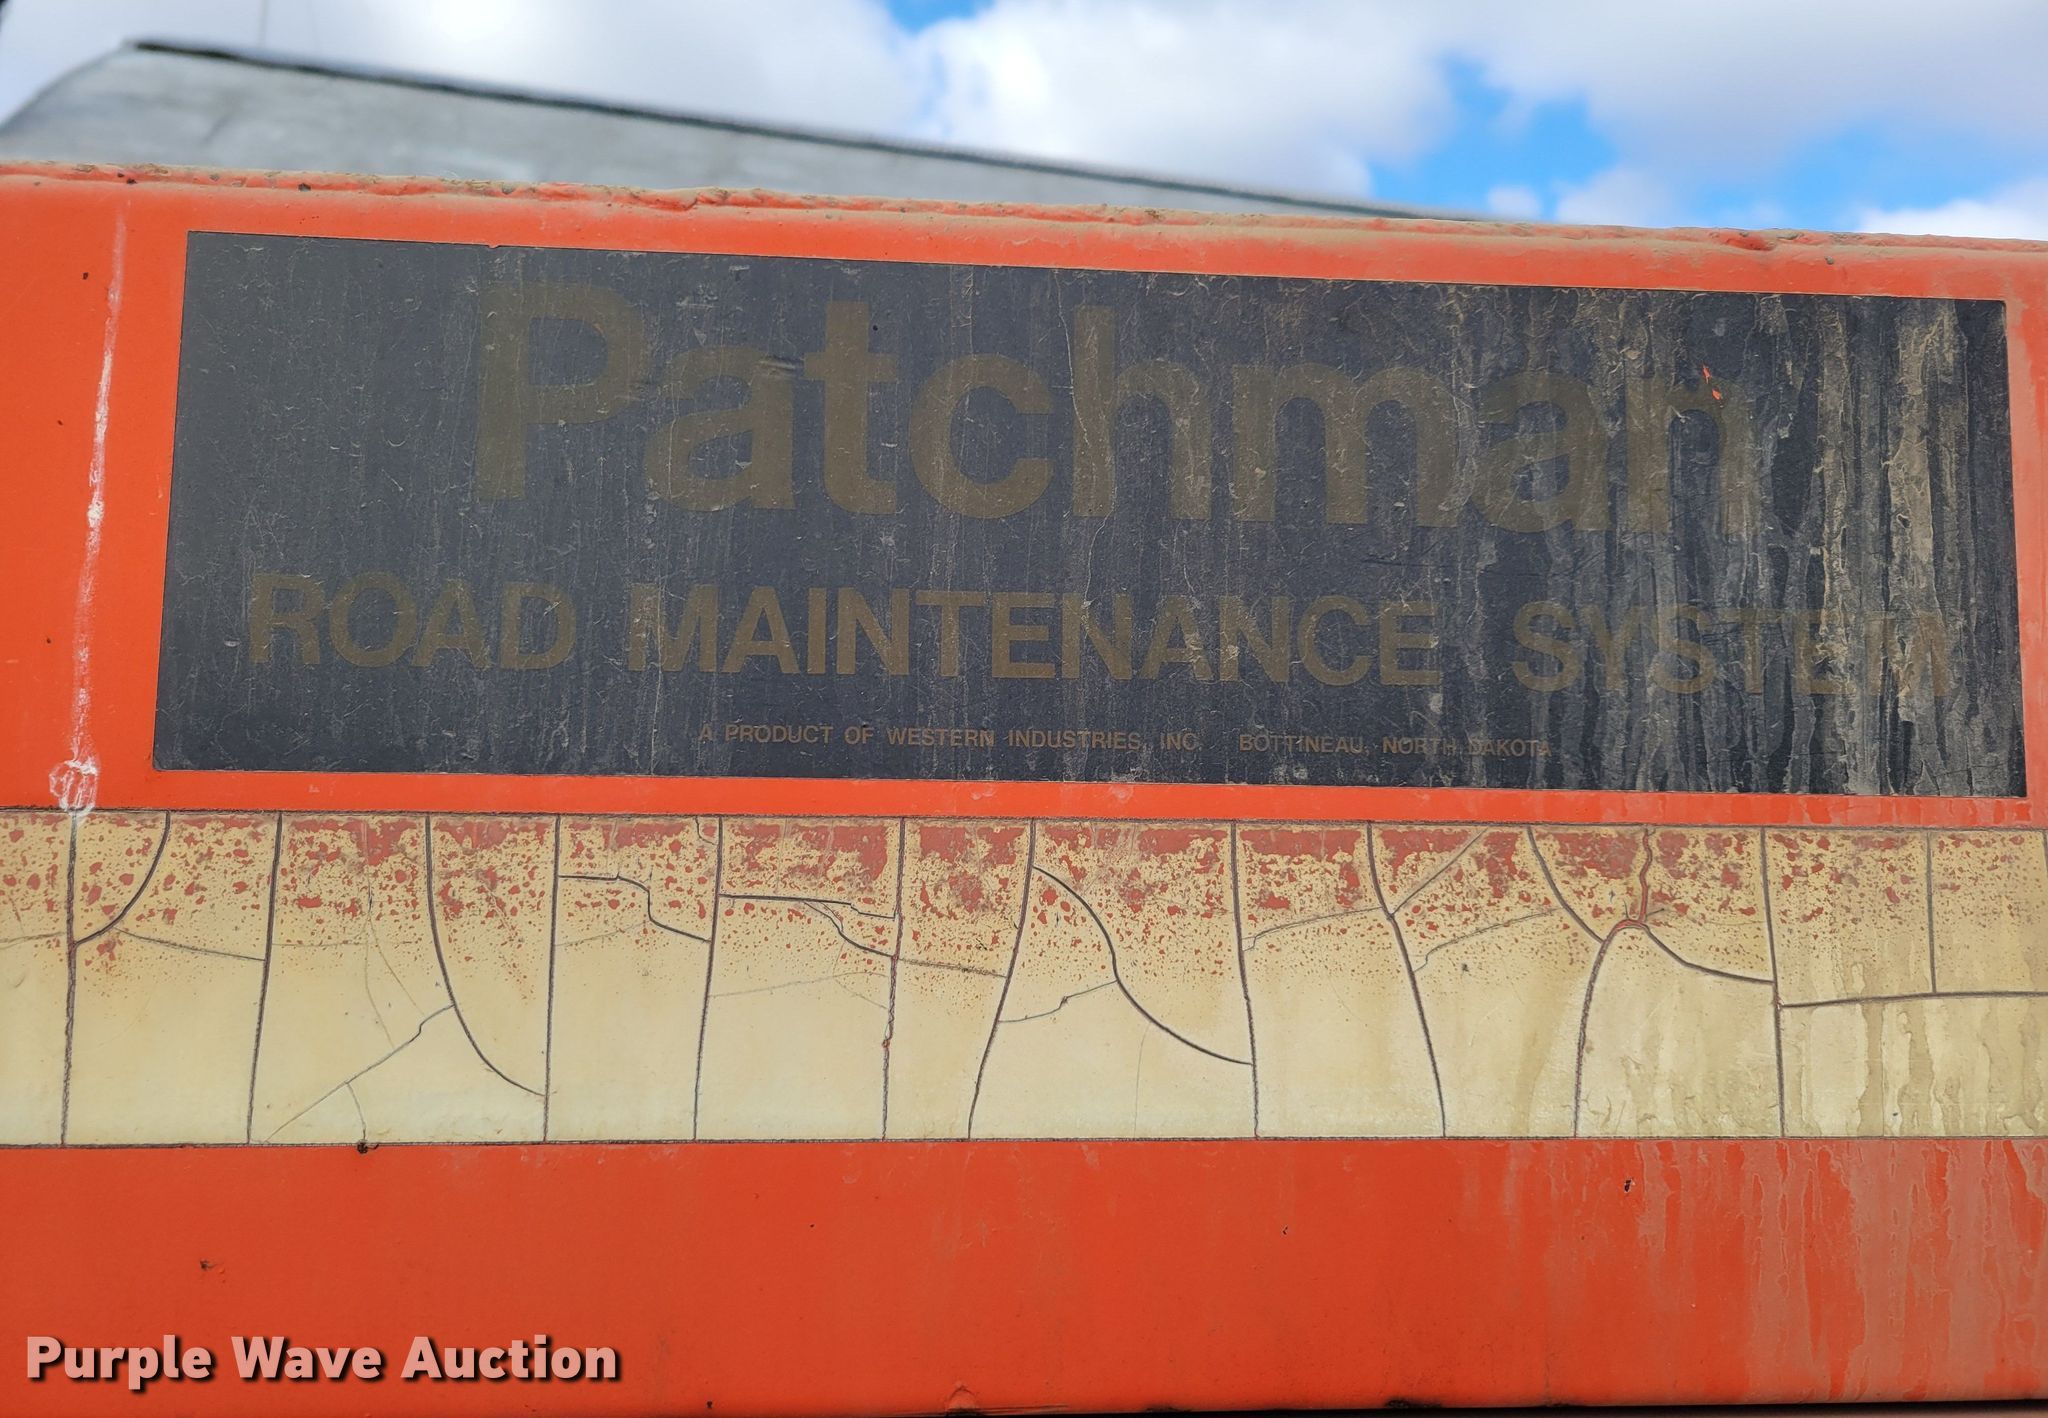 Patchman
ROAD MAINTENANCE SYSTEM
A PRODUCT OF WESTERN INDUSTRIES, INC. BOTTINEAU, NORTH DAKOTA
Purple Wave Auction